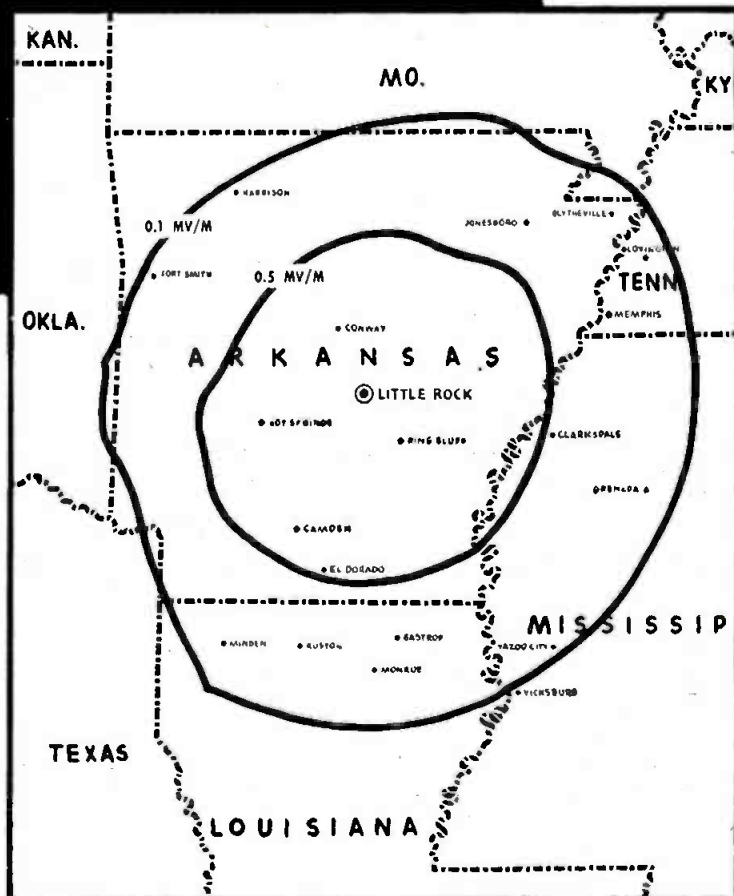 KAN.
MO.
KY
HARRISON
0.1 MV/M
JONESBORO
BLYTHEVILLE
COVINGTON
FORT SMITH
0.5 MV/M
TENN
OKLA.
MEMPHIS
CONWAY
ARKANSAS
LITTLE ROCK
HOT SPRINGS
PINE BLUFF
CLARKSDALE
CAMDEN
EL DORADO
MISSISSIP
MINDEN
RUSTON
BASTROP
YAZOO CITY
MONROE
VICKSBURG
TEXAS
LOUISIANA